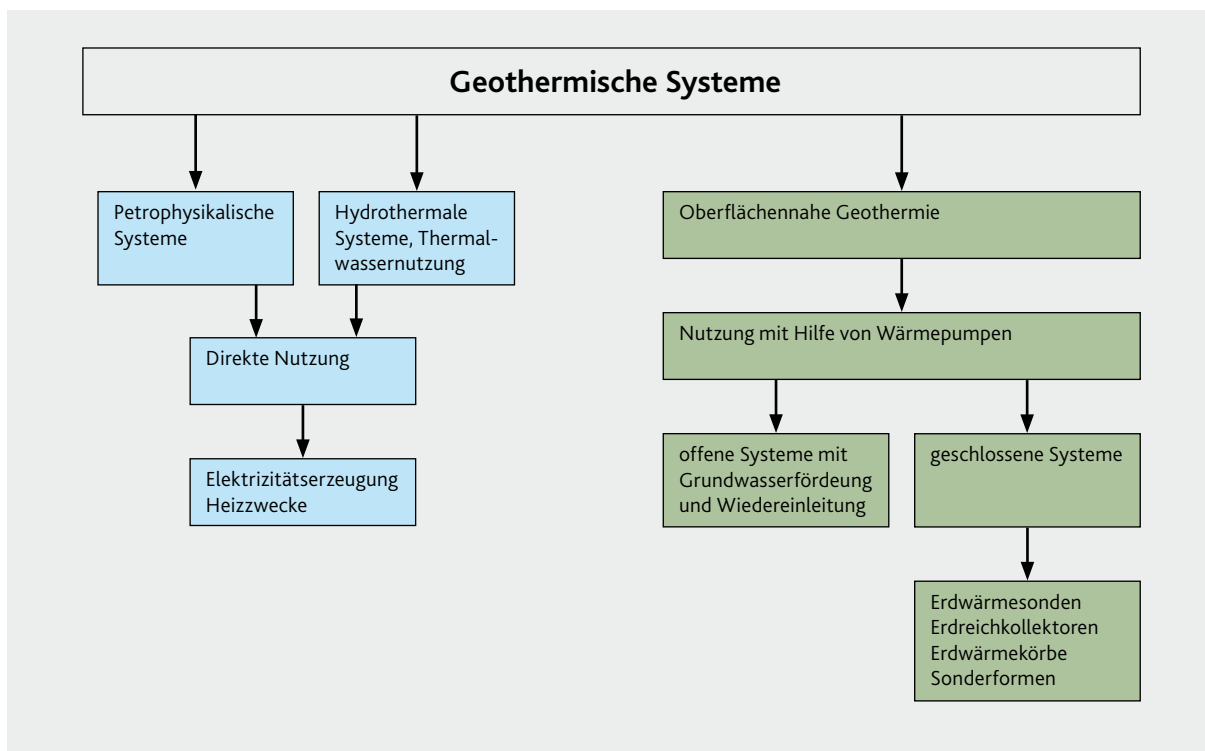 Geothermische Systeme
Petrophysikalische
Systeme
Hydrothermale
Systeme, Thermal-
wassernutzung
Direkte Nutzung
Elektrizitätserzeugung
Heizzwecke
Oberflächennahe Geothermie
Nutzung mit Hilfe von Wärmepumpen
offene Systeme mit
Grundwasserfördeung
und Wiedereinleitung
geschlossene Systeme
Erdwärmesonden
Erdreichkollektoren
Erdwärmekörbe
Sonderformen